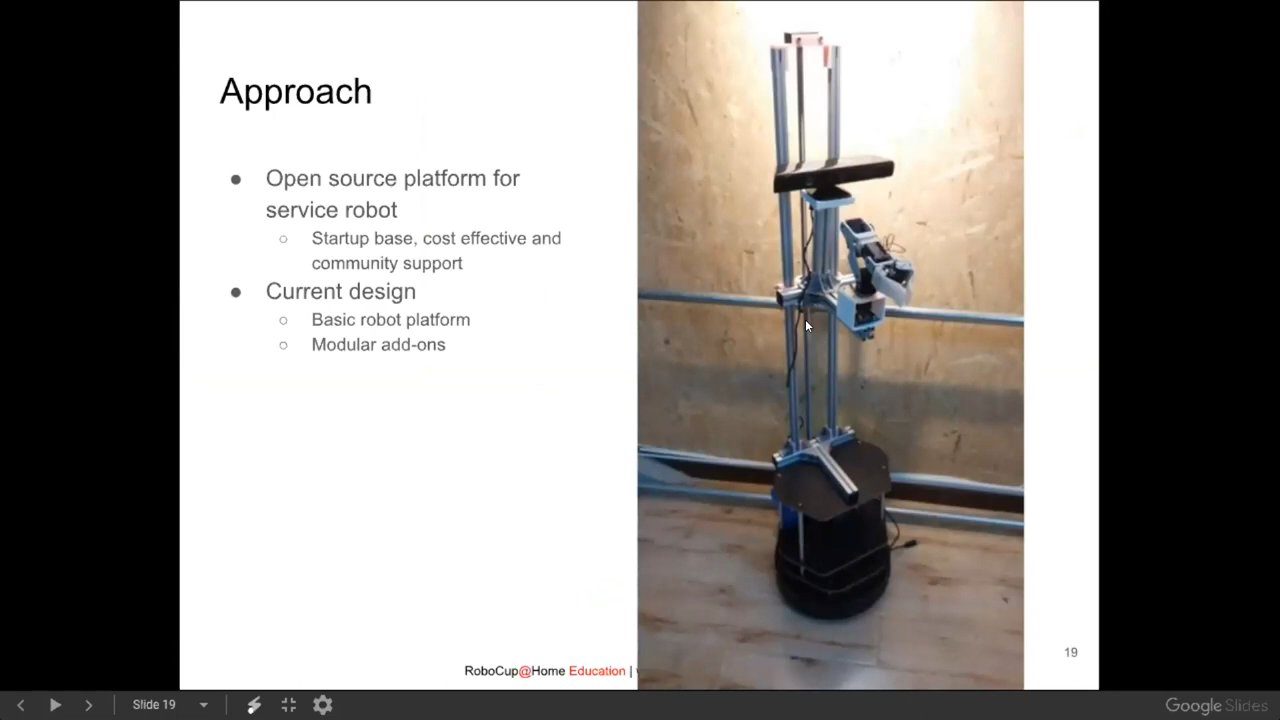 Approach
● Open source platform for
service robot
○ Startup base, cost effective and
community support
● Current design
○ Basic robot platform
○ Modular add-ons
19
RoboCup@Home Education |
Slide 19
Google Slides